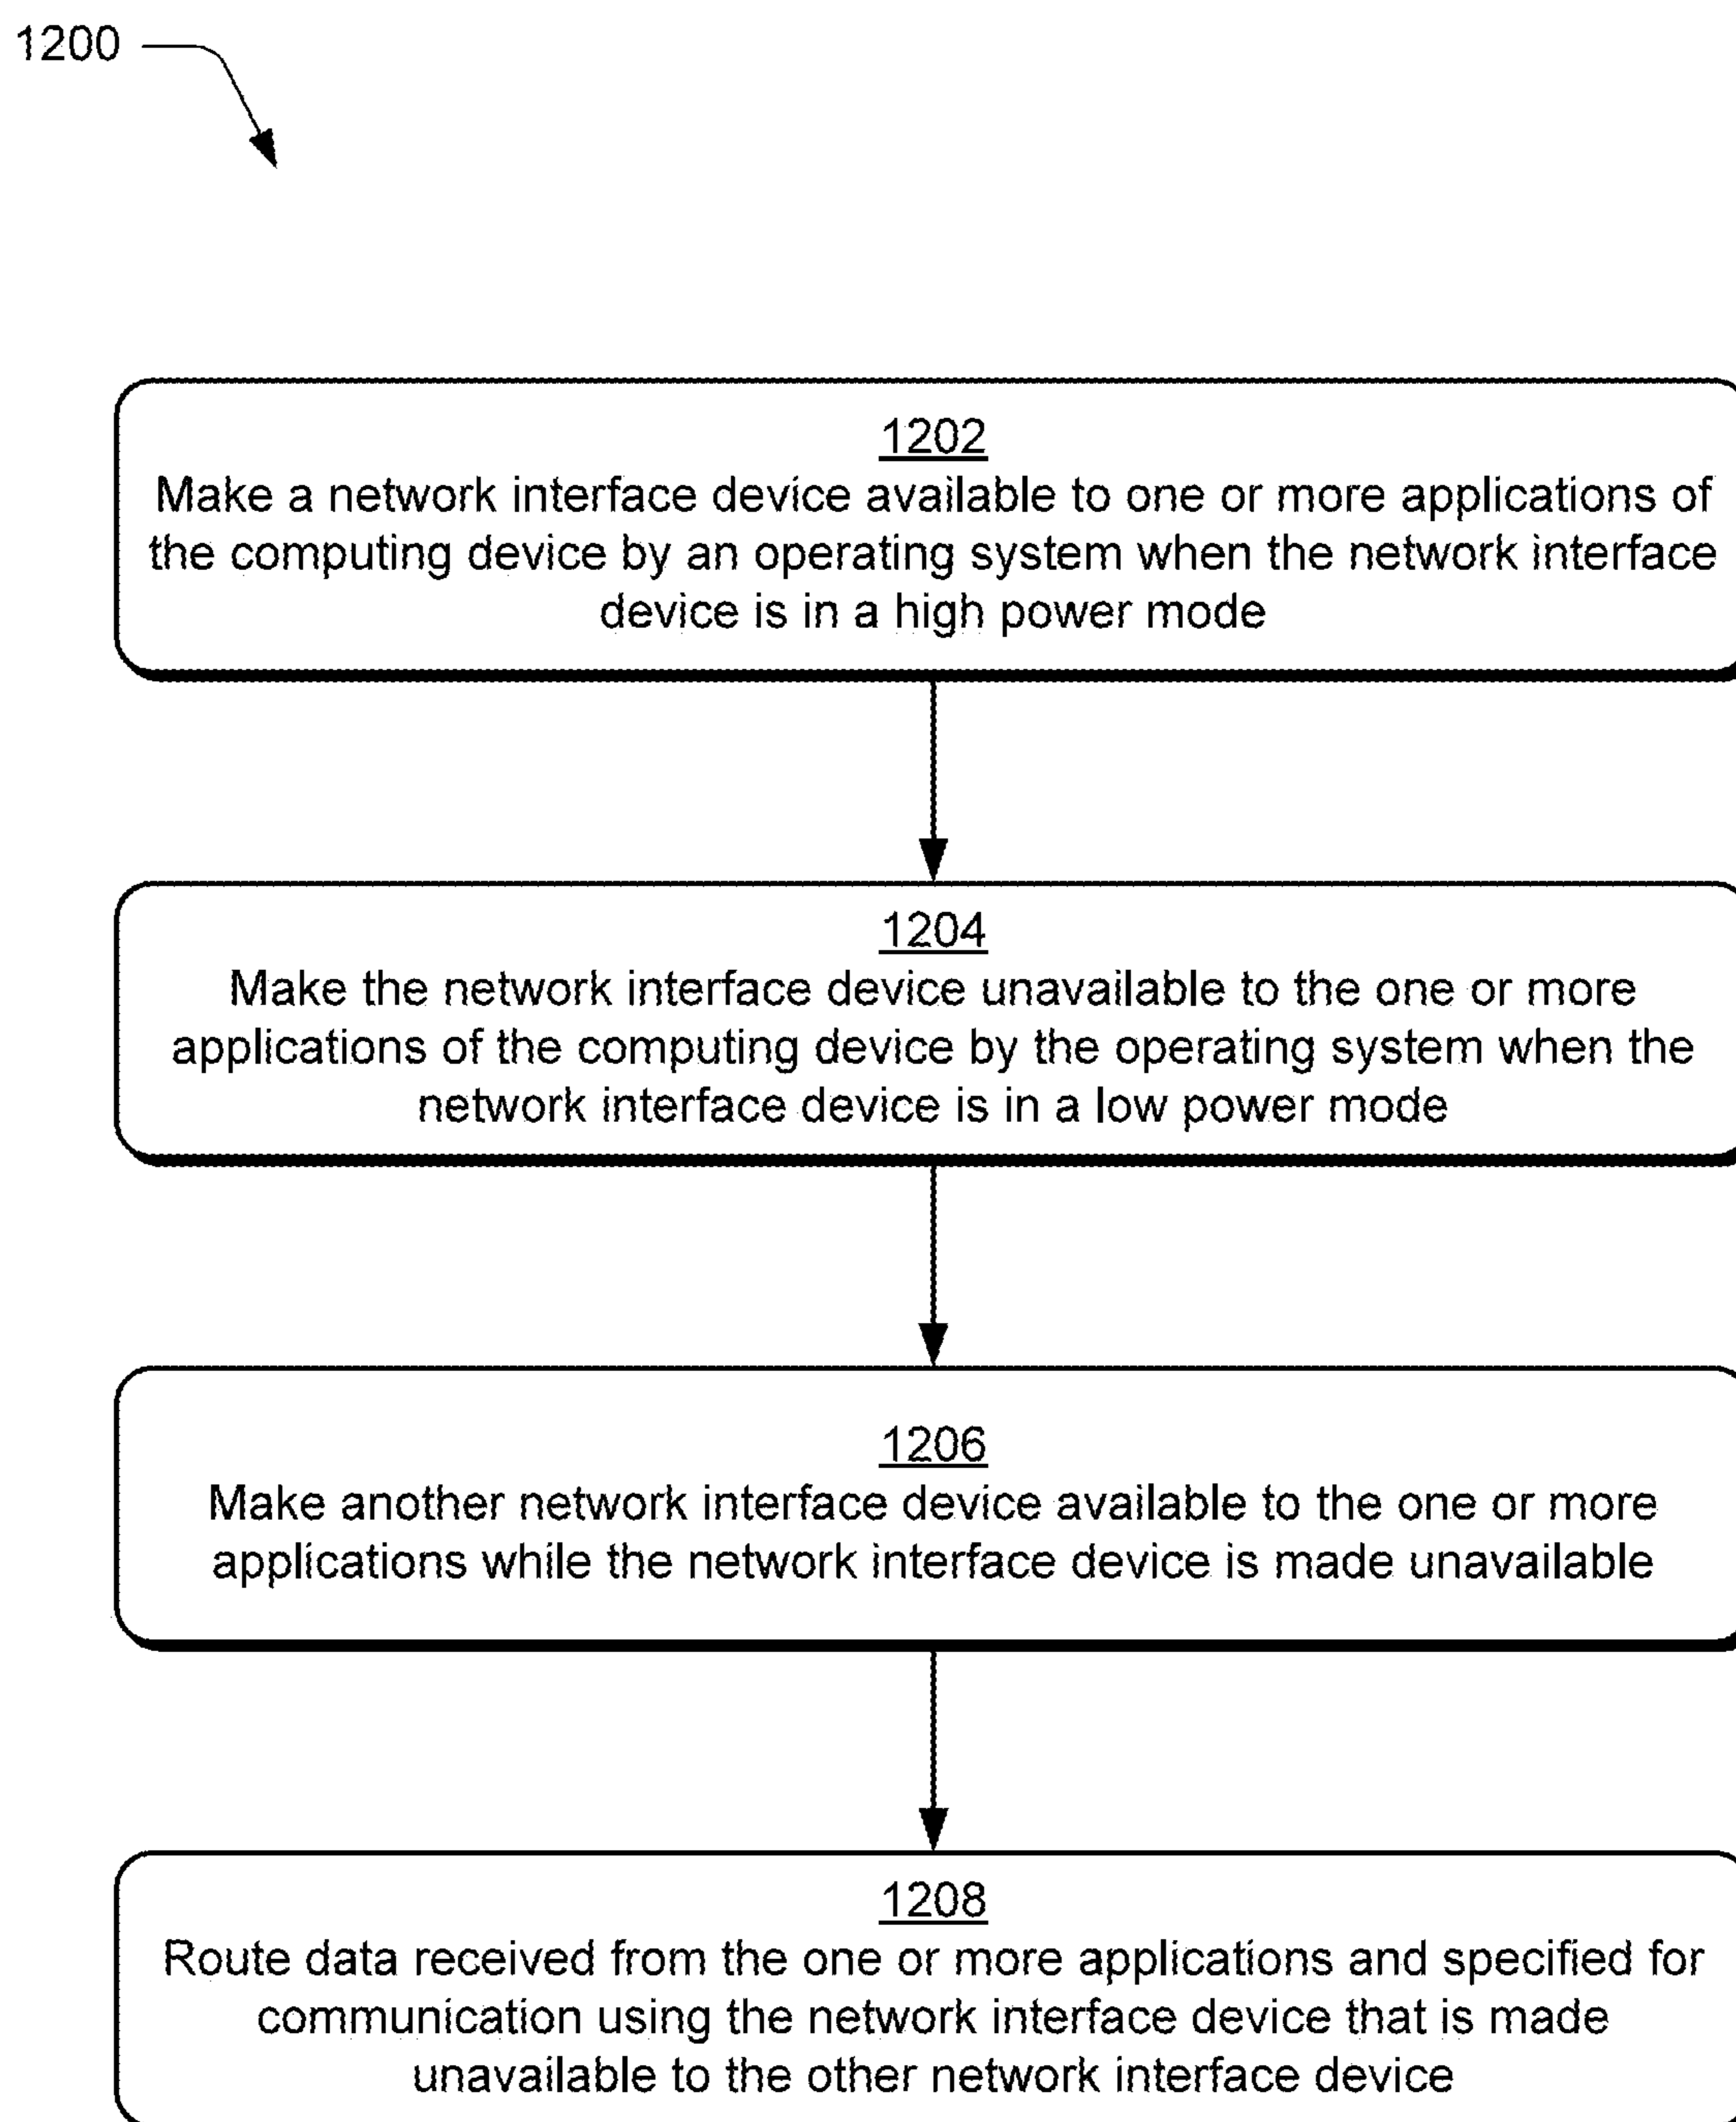 1200
1202
Make a network interface device available to one or more applications of
the computing device by an operating system when the network interface
device is in a high power mode
1204
Make the network interface device unavailable to the one or more
applications of the computing device by the operating system when the
network interface device is in a low power mode
1206
Make another network interface device available to the one or more
applications while the network interface device is made unavailable
1208
Route data received from the one or more applications and specified for
communication using the network interface device that is made
unavailable to the other network interface device